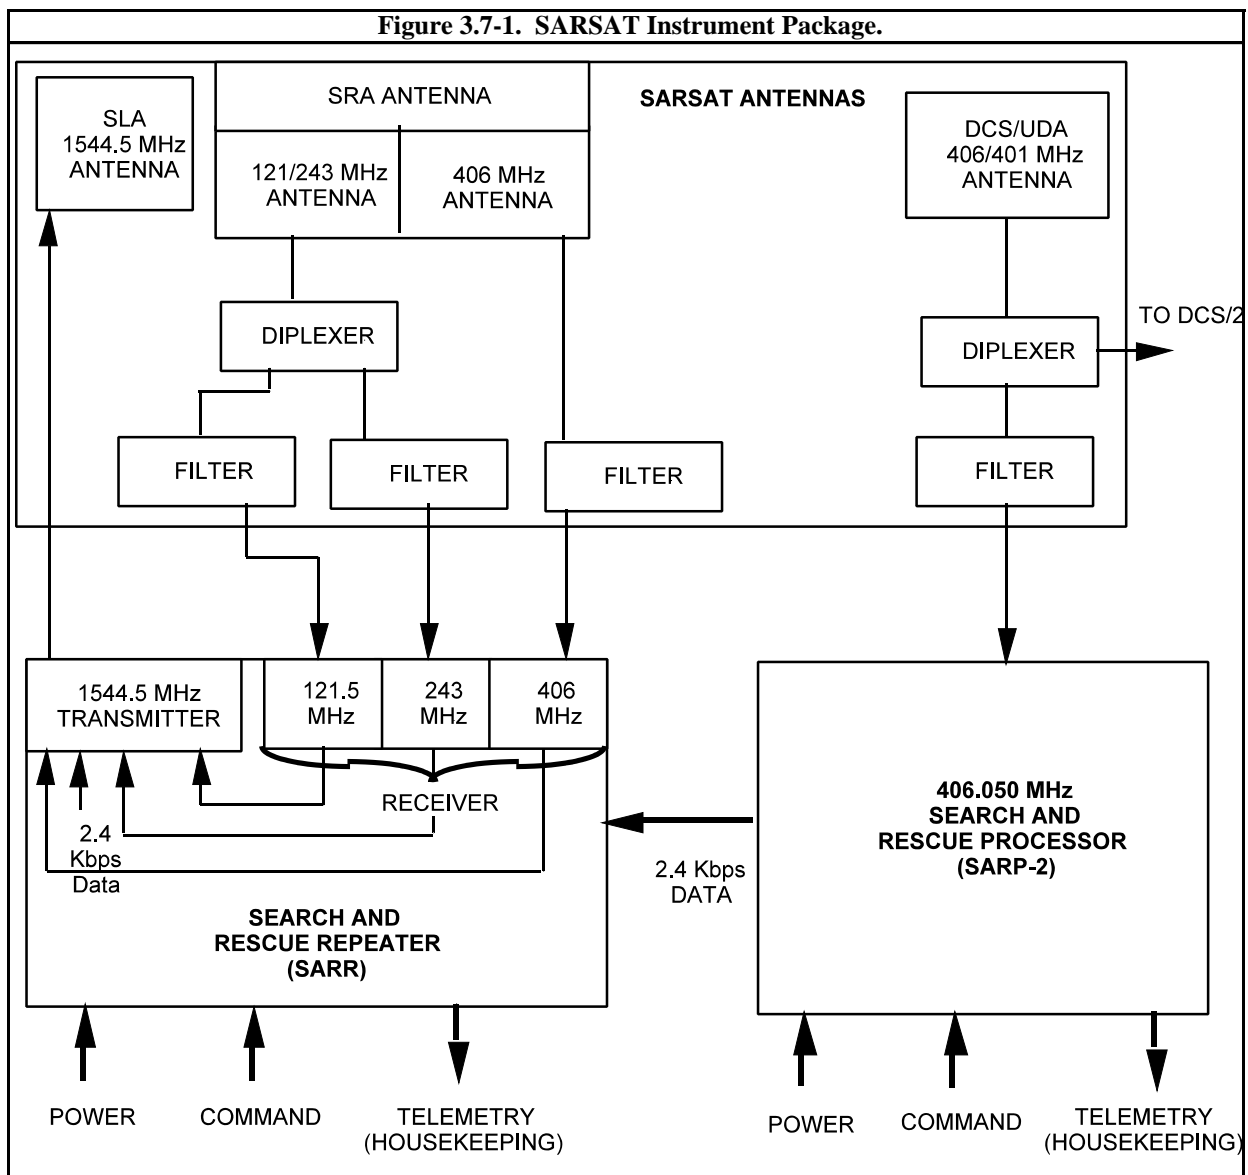 Figure 3.7-1. SARSAT Instrument Package.
SLA
1544.5 MHz
ANTENNA
SRA ANTENNA
121/243 MHz
ANTENNA
406 MHz
ANTENNA
SARSAT ANTENNAS
DCS/UDA
406/401 MHz
ANTENNA
DIPLEXER
DIPLEXER
TO DCS/2
FILTER
FILTER
FILTER
FILTER
1544.5 MHz
TRANSMITTER
121.5
MHz
243
MHz
406
MHz
RECEIVER
2.4
Kbps
Data
SEARCH AND
RESCUE REPEATER
(SARR)
2.4 Kbps
DATA
406.050 MHz
SEARCH AND
RESCUE PROCESSOR
(SARP-2)
POWER
COMMAND
TELEMETRY
(HOUSEKEEPING)
POWER
COMMAND
TELEMETRY
(HOUSEKEEPING)